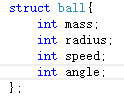 struct ball{
    int mass;
    int radius;
    int speed;
    int angle;
};